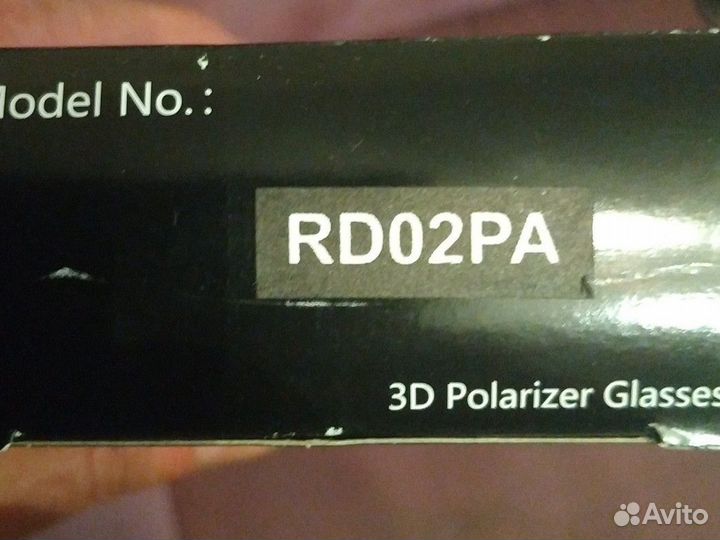 Model No.:
RD02PA
3D Polarizer Glasses
Avito